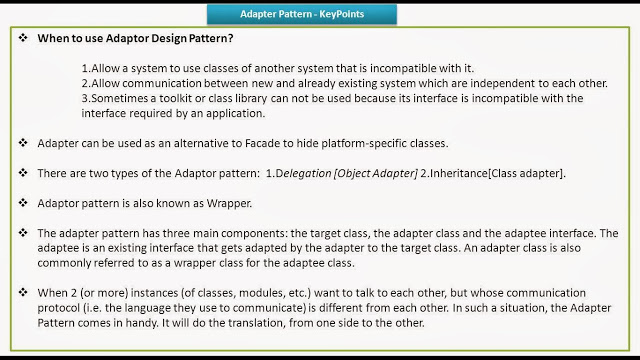 Adapter Pattern - KeyPoints
❖ When to use Adaptor Design Pattern?
1.Allow a system to use classes of another system that is incompatible with it.
2.Allow communication between new and already existing system which are independent to each other.
3.Sometimes a toolkit or class library can not be used because its interface is incompatible with the
interface required by an application.
❖ Adapter can be used as an alternative to Facade to hide platform-specific classes.
❖ There are two types of the Adaptor pattern: 1.Delegation [Object Adapter] 2.Inheritance[Class adapter].
❖ Adaptor pattern is also known as Wrapper.
❖ The adapter pattern has three main components: the target class, the adapter class and the adaptee interface. The
adaptee is an existing interface that gets adapted by the adapter to the target class. An adapter class is also
commonly referred to as a wrapper class for the adaptee class.
❖ When 2 (or more) instances (of classes, modules, etc.) want to talk to each other, but whose communication
protocol (i.e. the language they use to communicate) is different from each other. In such a situation, the Adapter
Pattern comes in handy. It will do the translation, from one side to the other.